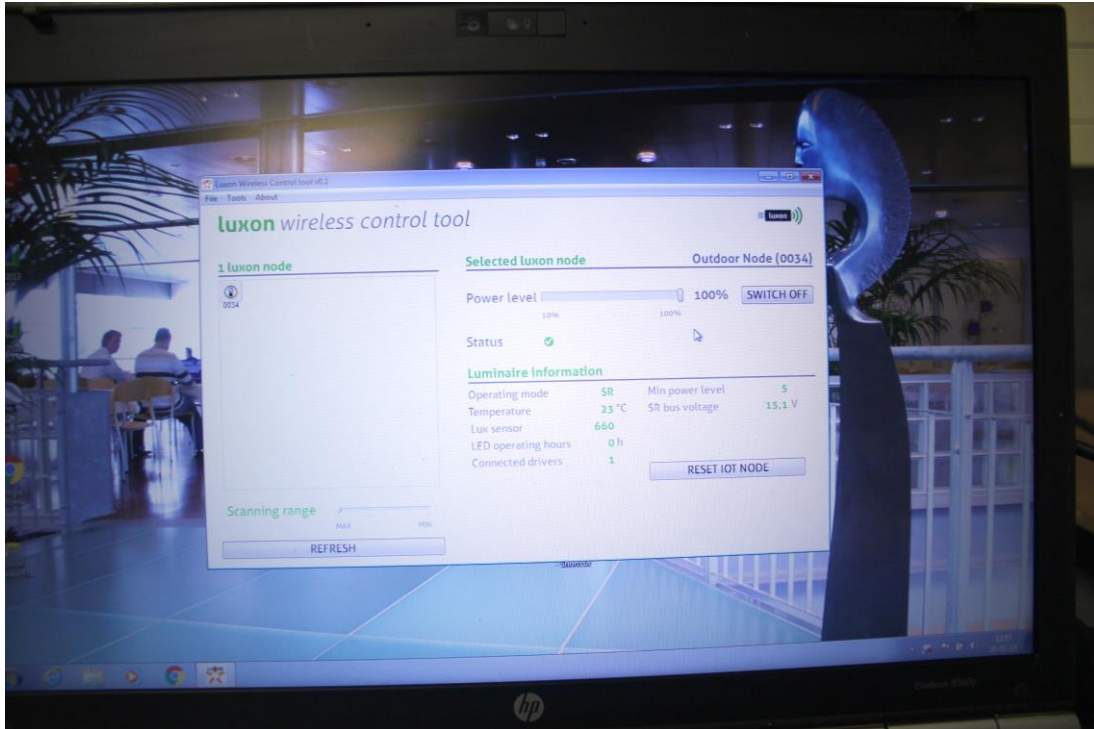 Luxon Wireless Control tool v0.1
File Tools About
luxon wireless control tool
luxon
1 luxon node
0034
Selected luxon node Outdoor Node (0034)
Power level 100% SWITCH OFF
10% 100%
Status
Luminaire information
Operating mode SR Min power level 5
Temperature 23 °C SR bus voltage 15,1 V
Lux sensor 660
LED operating hours 0 h
Connected drivers 1
RESET IOT NODE
Scanning range
MAX Min
REFRESH
EliteBook 8560p
hp